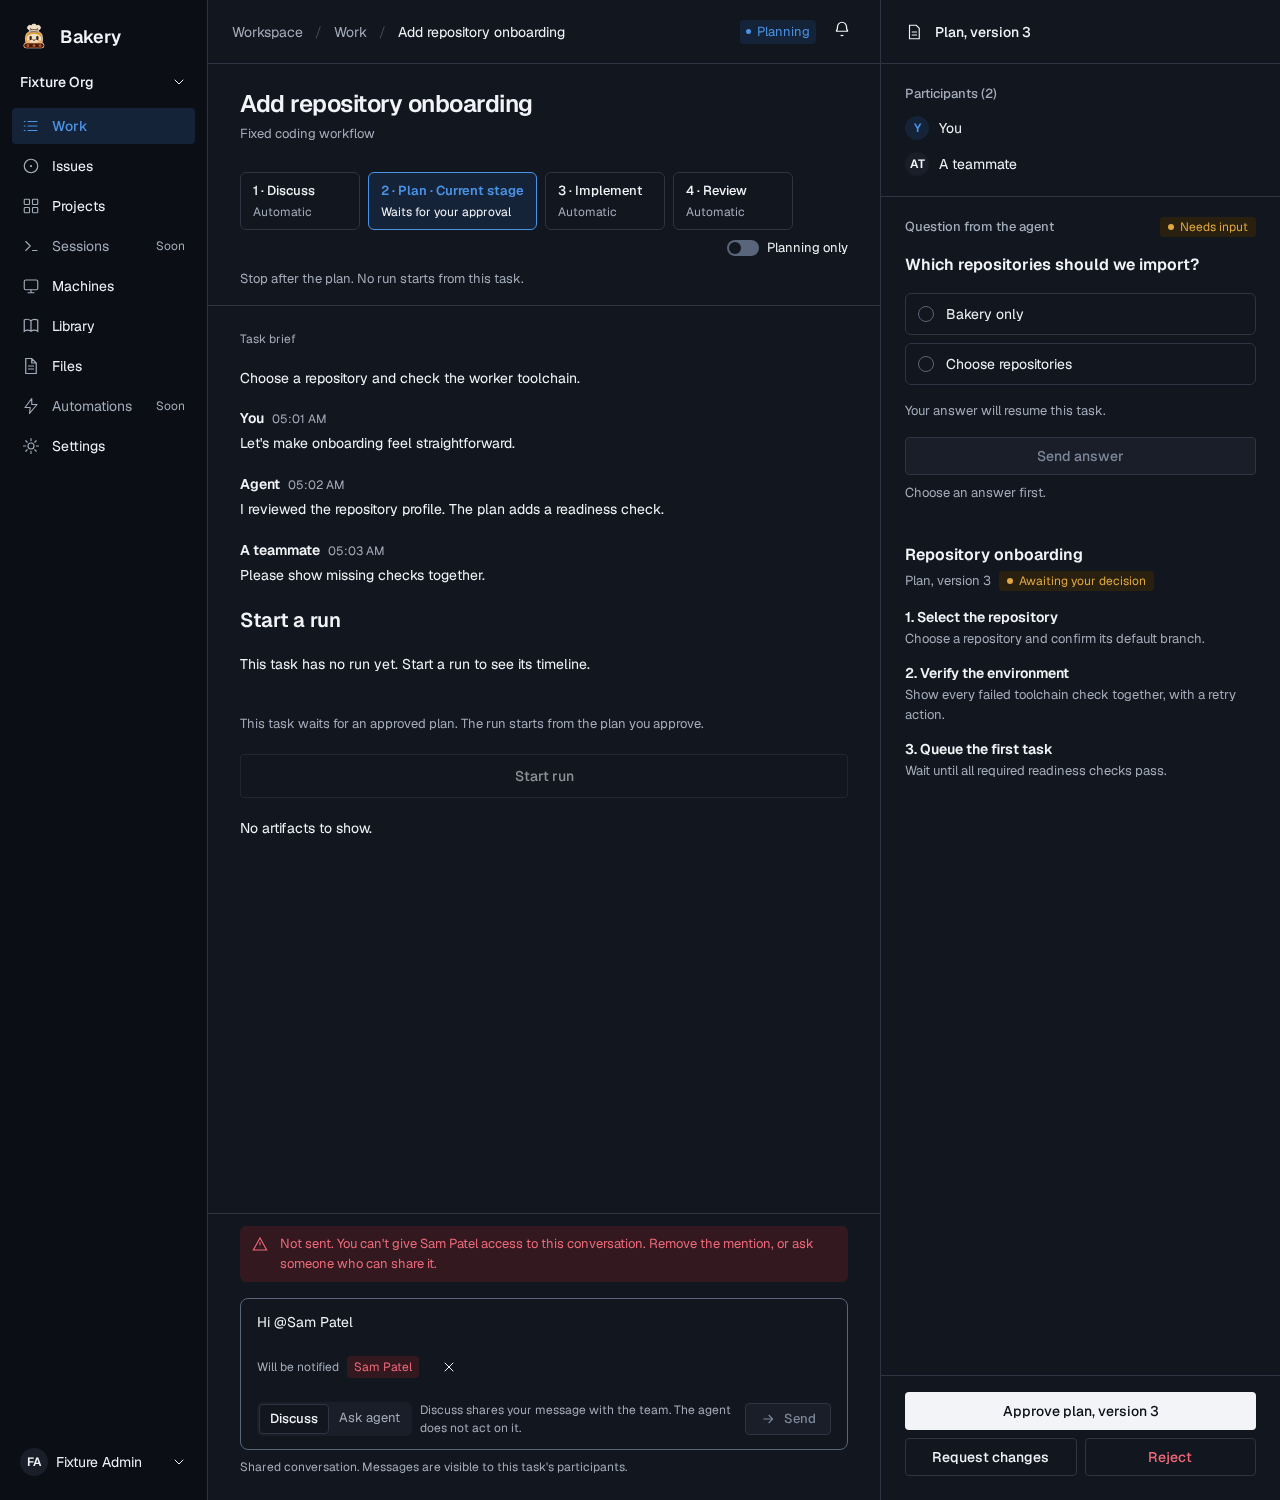 Bakery
Fixture Org
Work
Issues
Projects
Sessions Soon
Machines
Library
Files
Automations Soon
Settings
FA Fixture Admin
Workspace / Work / Add repository onboarding
Planning
Add repository onboarding
Fixed coding workflow
1 · Discuss
Automatic
2 · Plan · Current stage
Waits for your approval
3 · Implement
Automatic
4 · Review
Automatic
Planning only
Stop after the plan. No run starts from this task.
Task brief
Choose a repository and check the worker toolchain.
You 05:01 AM
Let's make onboarding feel straightforward.
Agent 05:02 AM
I reviewed the repository profile. The plan adds a readiness check.
A teammate 05:03 AM
Please show missing checks together.
Start a run
This task has no run yet. Start a run to see its timeline.
This task waits for an approved plan. The run starts from the plan you approve.
Start run
No artifacts to show.
Not sent. You can't give Sam Patel access to this conversation. Remove the mention, or ask
someone who can share it.
Hi @Sam Patel
Will be notified Sam Patel
Discuss Ask agent
Discuss shares your message with the team. The agent
does not act on it.
Send
Shared conversation. Messages are visible to this task's participants.
Plan, version 3
Participants (2)
Y You
AT A teammate
Question from the agent Needs input
Which repositories should we import?
Bakery only
Choose repositories
Your answer will resume this task.
Send answer
Choose an answer first.
Repository onboarding
Plan, version 3 Awaiting your decision
1. Select the repository
Choose a repository and confirm its default branch.
2. Verify the environment
Show every failed toolchain check together, with a retry
action.
3. Queue the first task
Wait until all required readiness checks pass.
Approve plan, version 3
Request changes Reject